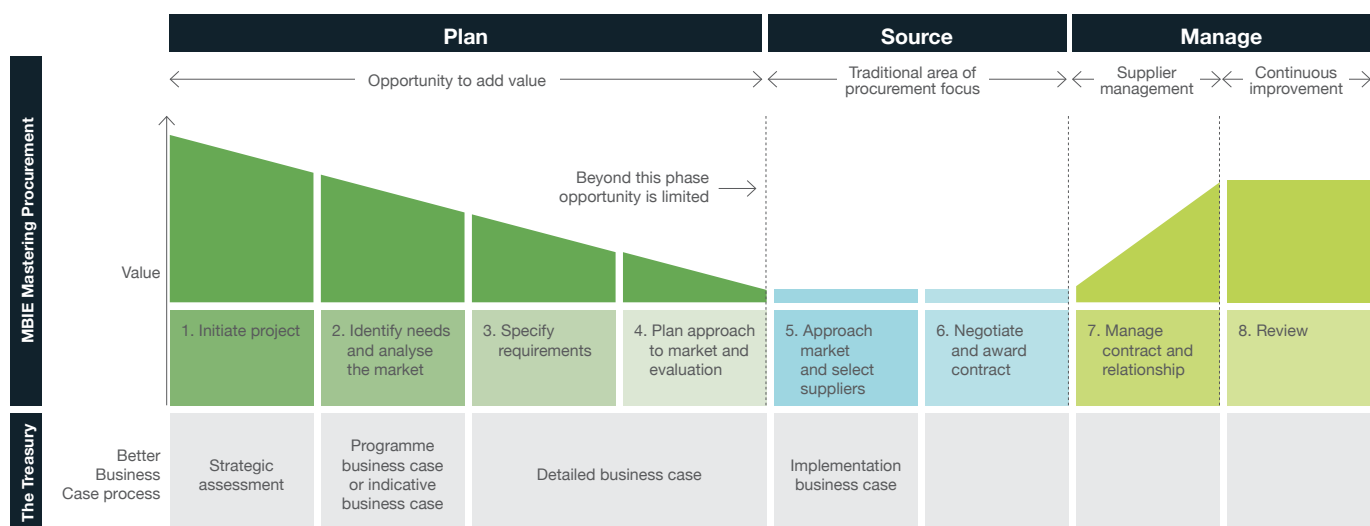 Plan
Source
Manage
MBIE Mastering Procurement
Opportunity to add value
Traditional area of
procurement focus
Supplier
management
Continuous
improvement
Beyond this phase
opportunity is limited
Value
1. Initiate project
2. Identify needs
and analyse
the market
3. Specify
requirements
4. Plan approach
to market and
evaluation
5. Approach
market
and select
suppliers
6. Negotiate
and award
contract
7. Manage
contract and
relationship
8. Review
The Treasury
Better
Business
Case process
Strategic
assessment
Programme
business case
or indicative
business case
Detailed business case
Implementation
business case